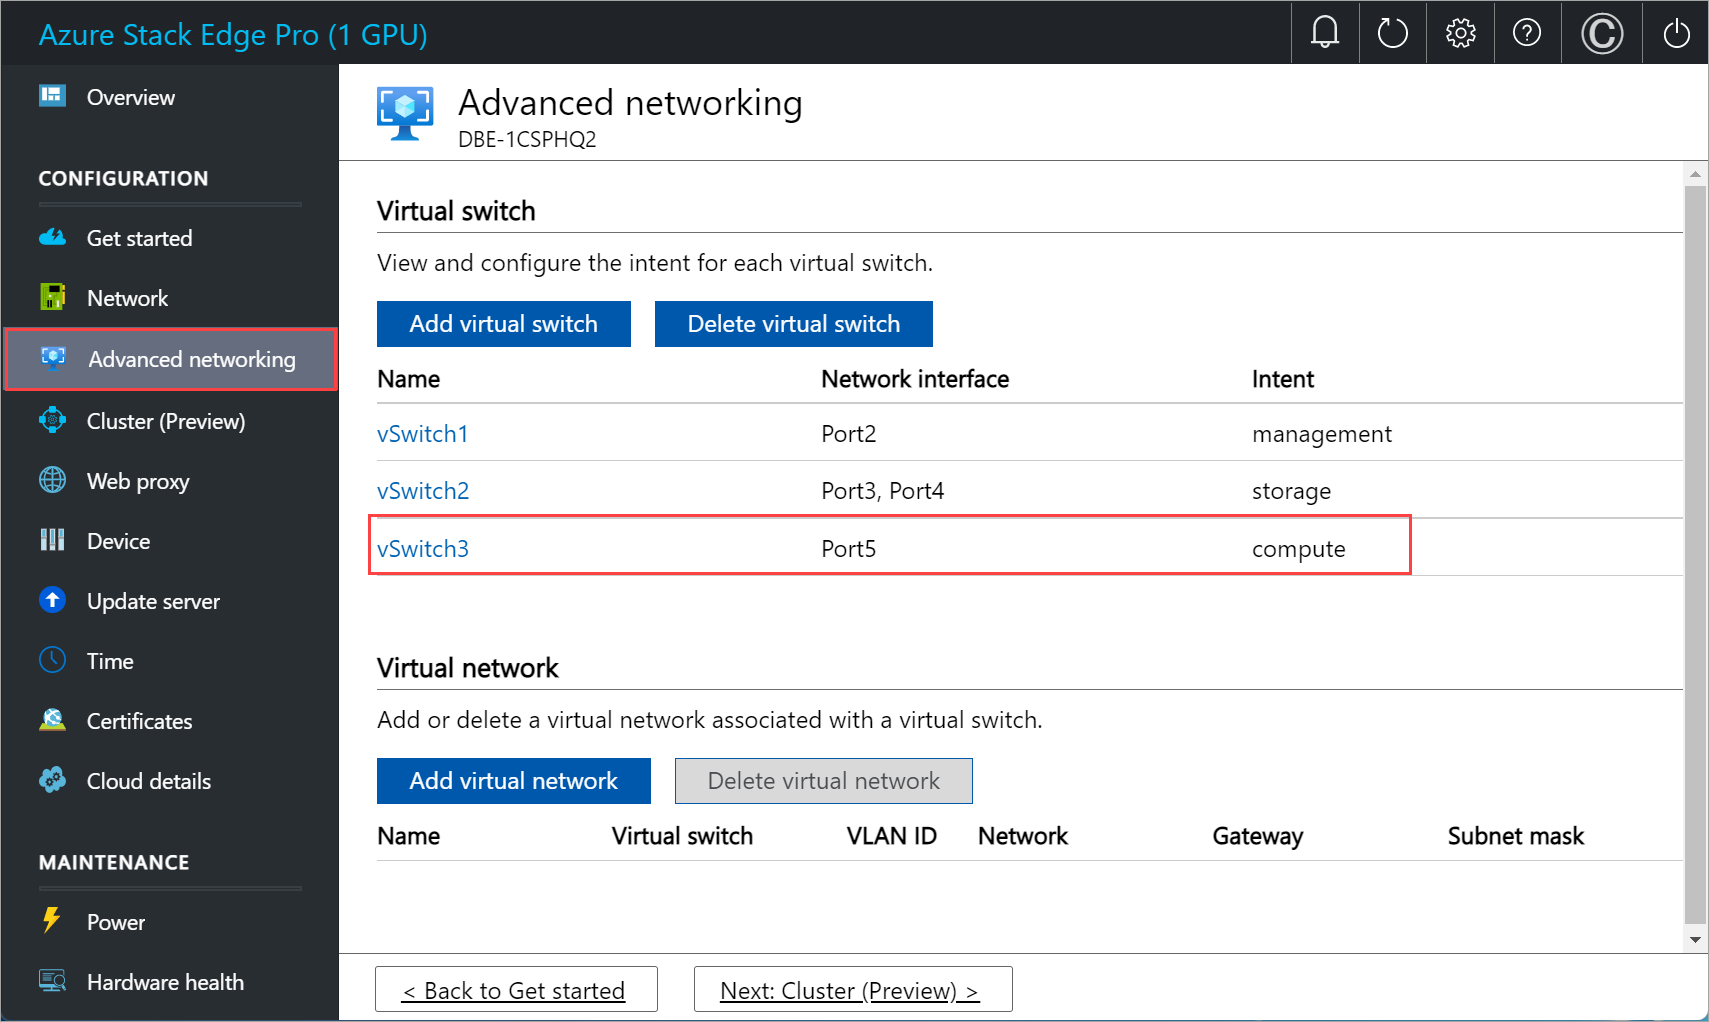 Azure Stack Edge Pro (1 GPU)
Overview
CONFIGURATION
Get started
Network
Advanced networking
Cluster (Preview)
Web proxy
Device
Update server
Time
Certificates
Cloud details
MAINTENANCE
Power
Hardware health
Advanced networking
DBE-1CSPHQ2
Virtual switch
View and configure the intent for each virtual switch.
Add virtual switch Delete virtual switch
Name Network interface Intent
vSwitch1 Port2 management
vSwitch2 Port3, Port4 storage
vSwitch3 Port5 compute
Virtual network
Add or delete a virtual network associated with a virtual switch.
Add virtual network Delete virtual network
Name Virtual switch VLAN ID Network Gateway Subnet mask
< Back to Get started Next: Cluster (Preview) >